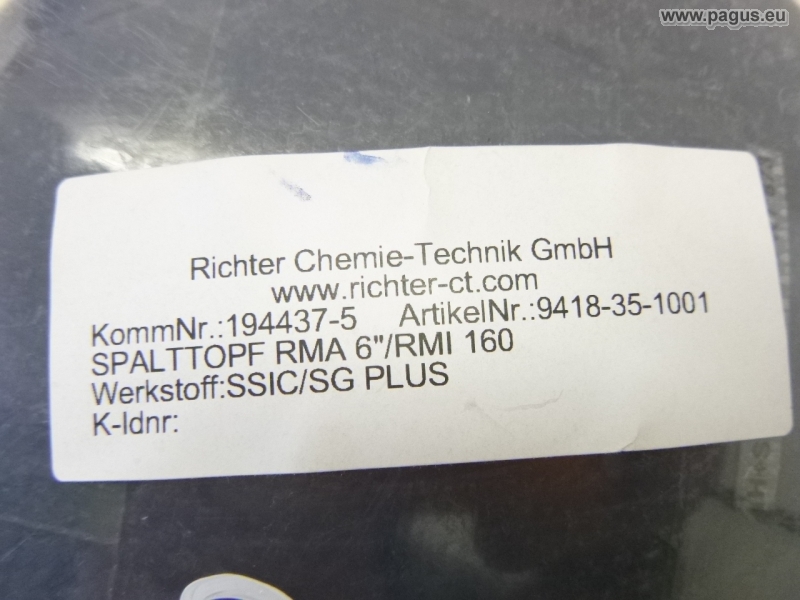 www.pagus.eu
Richter Chemie-Technik GmbH
www.richter-ct.com
KommNr.:194437-5 ArtikelNr.:9418-35-1001
SPALTTOPF RMA 6"/RMI 160
Werkstoff:SSIC/SG PLUS
K-Idnr: